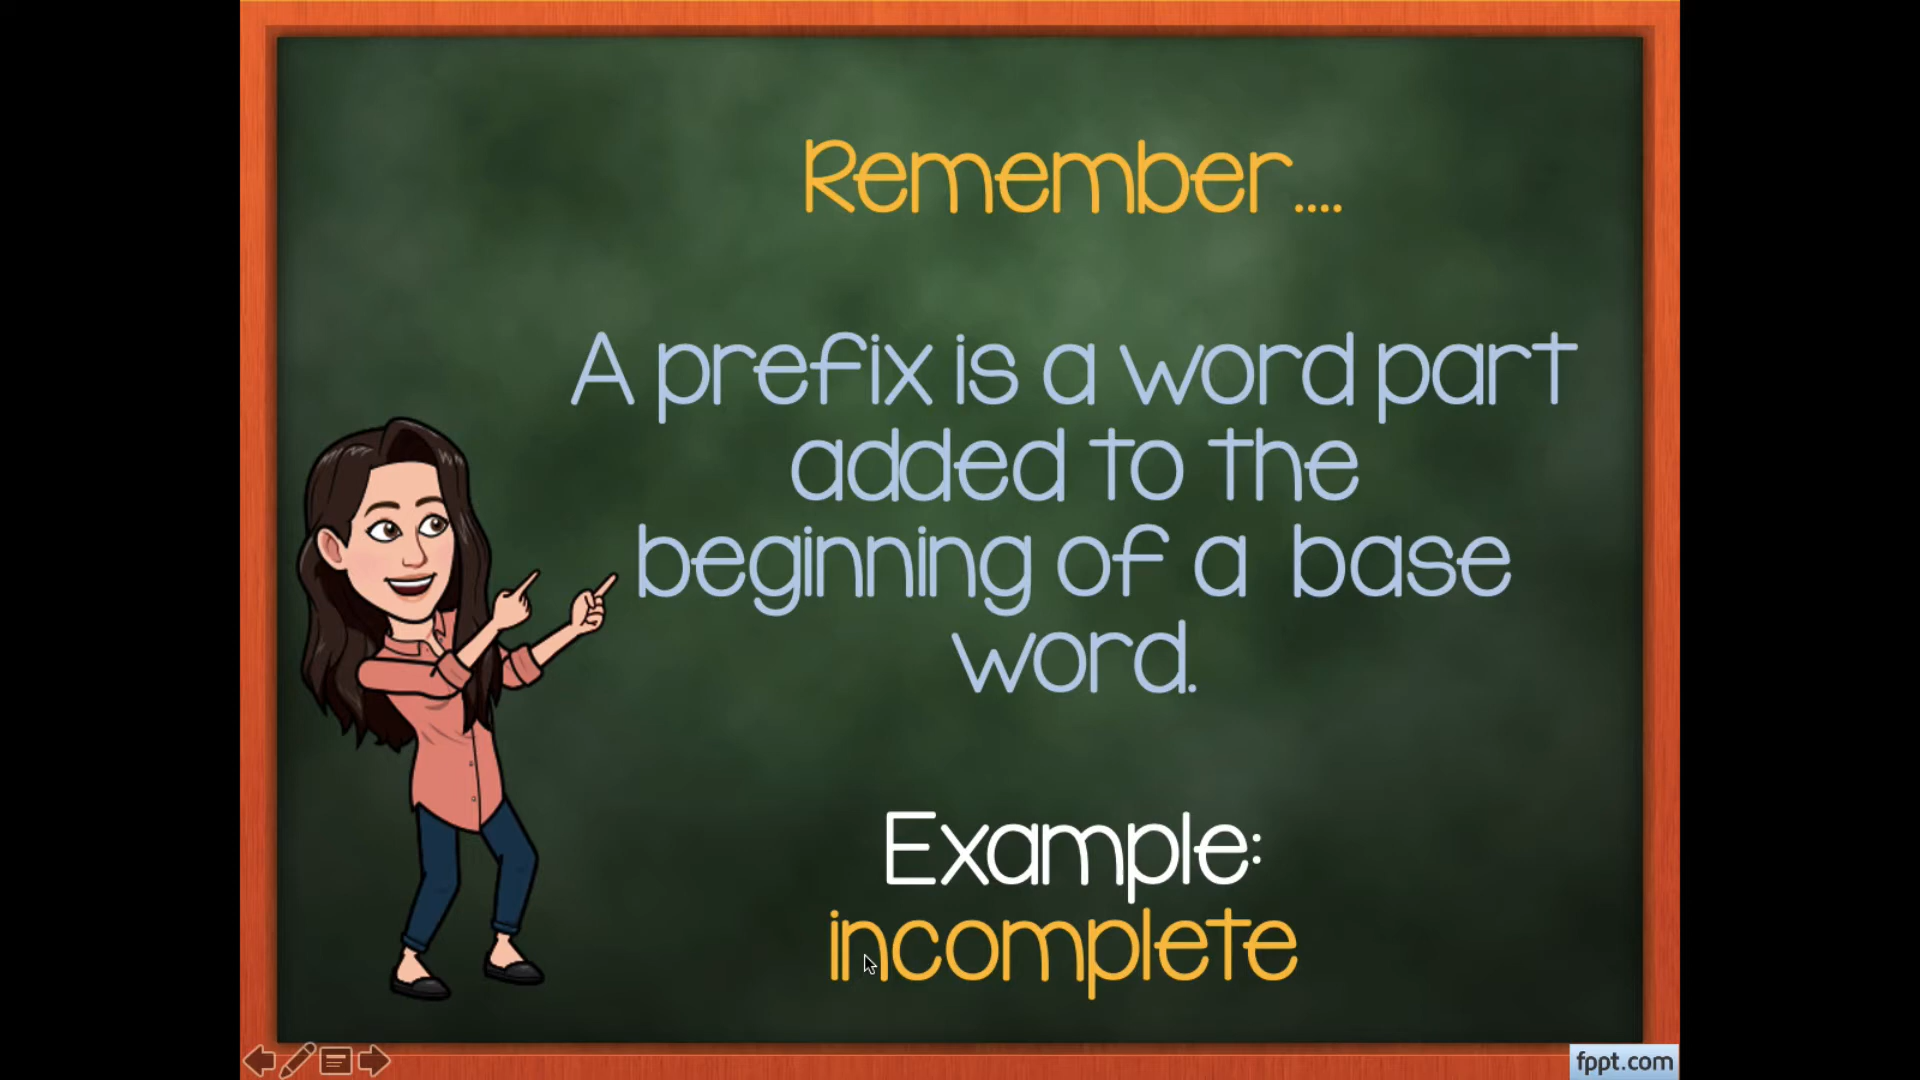 Remember....
A prefix is a word part
added to the
beginning of a base
word.
Example:
incomplete
fppt.com